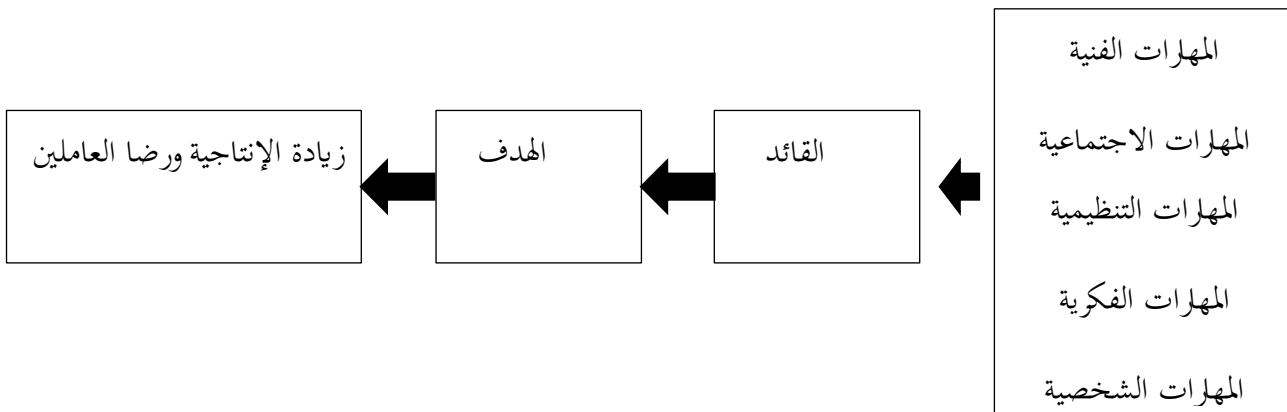 المهارات الفنية
المهارات الاجتماعية
المهارات التنظيمية
المهارات الفكرية
المهارات الشخصية
القائد
الهدف
زيادة الإنتاجية ورضا العاملين